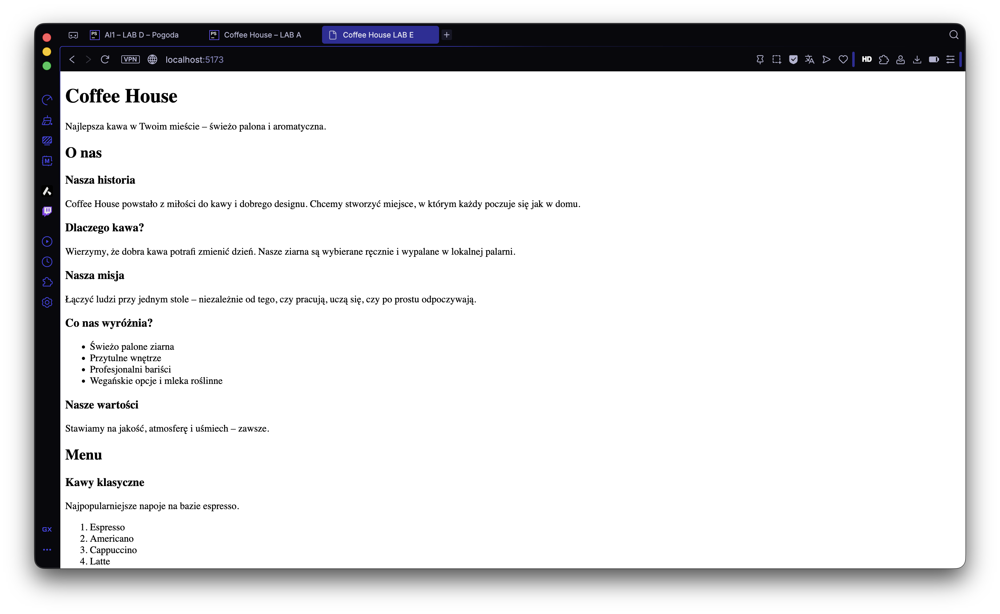 AI1 – LAB D – Pogoda
Coffee House – LAB A
Coffee House LAB E
VPN
localhost:5173
HD
Coffee House
Najlepsza kawa w Twoim mieście – świeżo palona i aromatyczna.
O nas
Nasza historia
Coffee House powstało z miłości do kawy i dobrego designu. Chcemy stworzyć miejsce, w którym każdy poczuje się jak w domu.
Dlaczego kawa?
Wierzymy, że dobra kawa potrafi zmienić dzień. Nasze ziarna są wybierane ręcznie i wypalane w lokalnej palarni.
Nasza misja
Łączyć ludzi przy jednym stole – niezależnie od tego, czy pracują, uczą się, czy po prostu odpoczywają.
Co nas wyróżnia?
• Świeżo palone ziarna
• Przytulne wnętrze
• Profesjonalni bariści
• Wegańskie opcje i mleka roślinne
Nasze wartości
Stawiamy na jakość, atmosferę i uśmiech – zawsze.
Menu
Kawy klasyczne
Najpopularniejsze napoje na bazie espresso.
1. Espresso
2. Americano
3. Cappuccino
4. Latte
PS
PS
M
GX